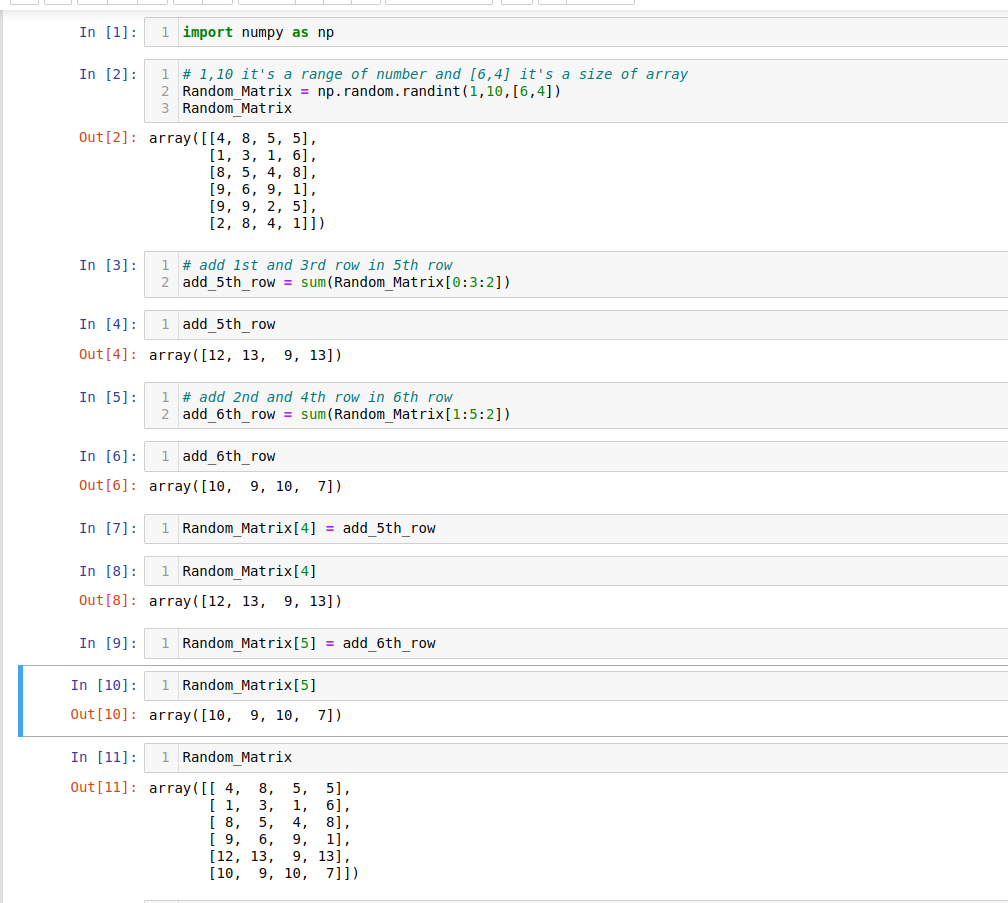 In [1]: 1 import numpy as np
In [2]: 1 # 1,10 it's a range of number and [6,4] it's a size of array
2 Random_Matrix = np.random.randint(1,10,[6,4])
3 Random_Matrix
Out[2]: array([[4, 8, 5, 5],
[1, 3, 1, 6],
[8, 5, 4, 8],
[9, 6, 9, 1],
[9, 9, 2, 5],
[2, 8, 4, 1]])
In [3]: 1 # add 1st and 3rd row in 5th row
2 add_5th_row = sum(Random_Matrix[0:3:2])
In [4]: 1 add_5th_row
Out[4]: array([12, 13,  9, 13])
In [5]: 1 # add 2nd and 4th row in 6th row
2 add_6th_row = sum(Random_Matrix[1:5:2])
In [6]: 1 add_6th_row
Out[6]: array([10,  9, 10,  7])
In [7]: 1 Random_Matrix[4] = add_5th_row
In [8]: 1 Random_Matrix[4]
Out[8]: array([12, 13,  9, 13])
In [9]: 1 Random_Matrix[5] = add_6th_row
In [10]: 1 Random_Matrix[5]
Out[10]: array([10,  9, 10,  7])
In [11]: 1 Random_Matrix
Out[11]: array([[ 4,  8,  5,  5],
[ 1,  3,  1,  6],
[ 8,  5,  4,  8],
[ 9,  6,  9,  1],
[12, 13,  9, 13],
[10,  9, 10,  7]])